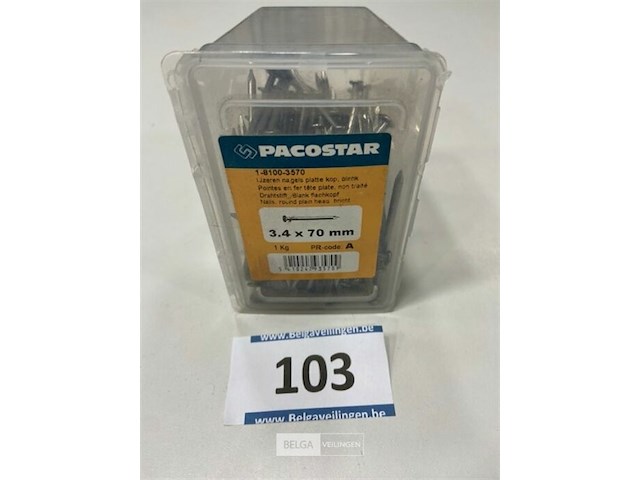 PACOSTAR
1-8100-3570
IJzeren nagels platte kop, blank
Pointes en fer tête plate, non traité
Drahtstift, Blank flachkopf
Nails, round plain head, bright
3.4 x 70 mm
1 Kg PR-code: A
www.Belgaveilingen.be
103
www.Belgaveilingen.be
BELGA VEILINGEN